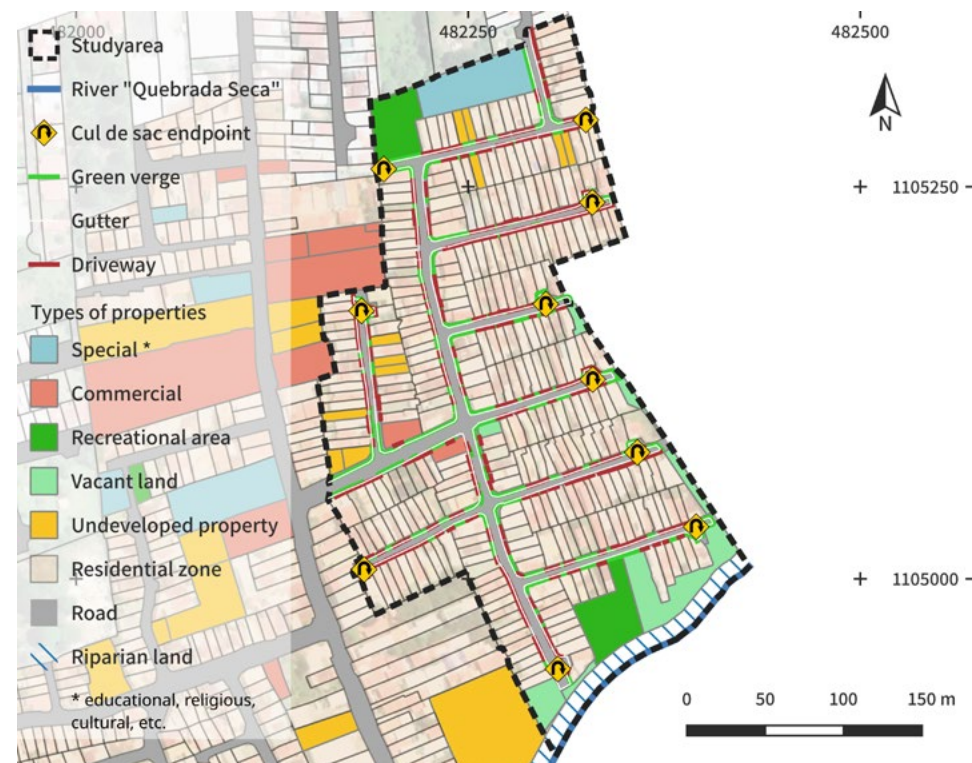 482000
482250
482500
Studyarea
River "Quebrada Seca"
Cul de sac endpoint
Green verge
Gutter
Driveway
Types of properties
Special *
Commercial
Recreational area
Vacant land
Undeveloped property
Residential zone
Road
Riparian land
* educational, religious,
cultural, etc.
N
1105250
1105000
0 50 100 150 m